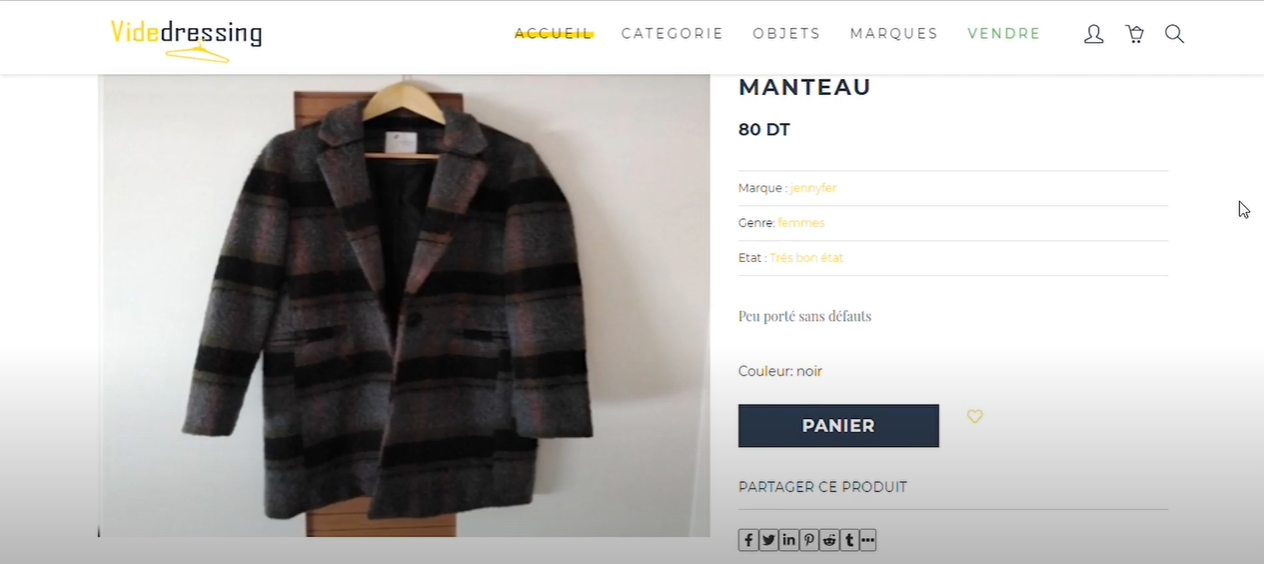 Videdressing
ACCUEIL CATEGORIE OBJETS MARQUES VENDRE
MANTEAU
80 DT
Marque : jennyfer
Genre: femmes
Etat : Trés bon état
Peu porté sans défauts
Couleur: noir
PANIER
PARTAGER CE PRODUIT